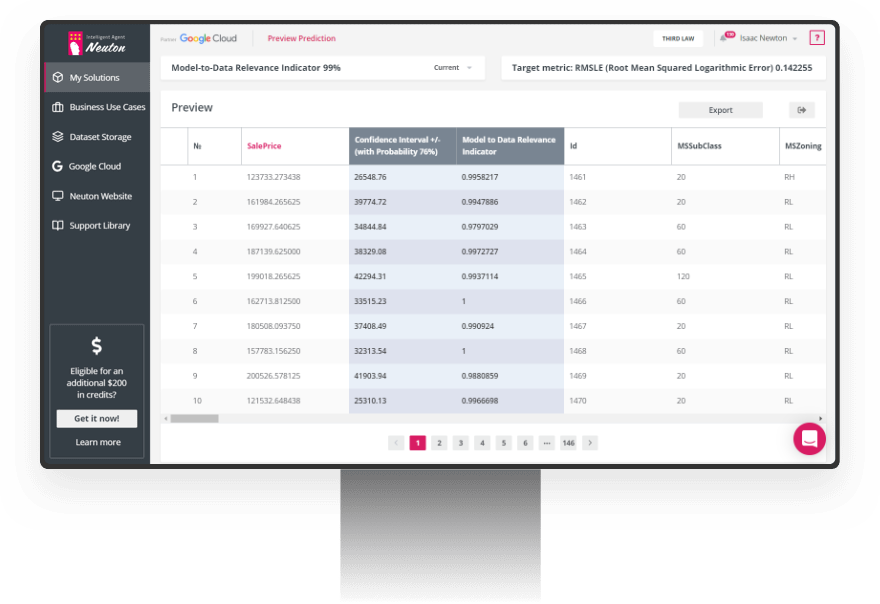 Intelligent Agent
Neuton
My Solutions
Business Use Cases
Dataset Storage
Google Cloud
Neuton Website
Support Library
$
Eligible for an
additional $200
in credits?
Get it now!
Learn more
Google Cloud
Preview Prediction
THIRD LAW
Isaac Newton
?
Model-to-Data Relevance Indicator 99%
Current
Target metric: RMSLE (Root Mean Squared Logarithmic Error) 0.142255
Preview
Export
№ SalePrice Confidence Interval +/- (with Probability 76%) Model to Data Relevance Indicator Id MSSubClass MSZoning
1 123733.273438 26548.76 0.9958217 1461 20 RH
2 161984.265625 39774.72 0.9947886 1462 20 RL
3 169927.640625 34844.84 0.9797029 1463 60 RL
4 187139.625000 38329.08 0.9972727 1464 60 RL
5 199018.265625 42294.31 0.9937114 1465 120 RL
6 162713.812500 33515.23 1 1466 60 RL
7 180508.093750 37408.49 0.990924 1467 20 RL
8 157783.156250 32313.54 1 1468 60 RL
9 200526.578125 41903.94 0.9880859 1469 20 RL
10 121532.648438 25310.13 0.9966698 1470 20 RL
< 1 2 3 4 5 6 ... 146 >